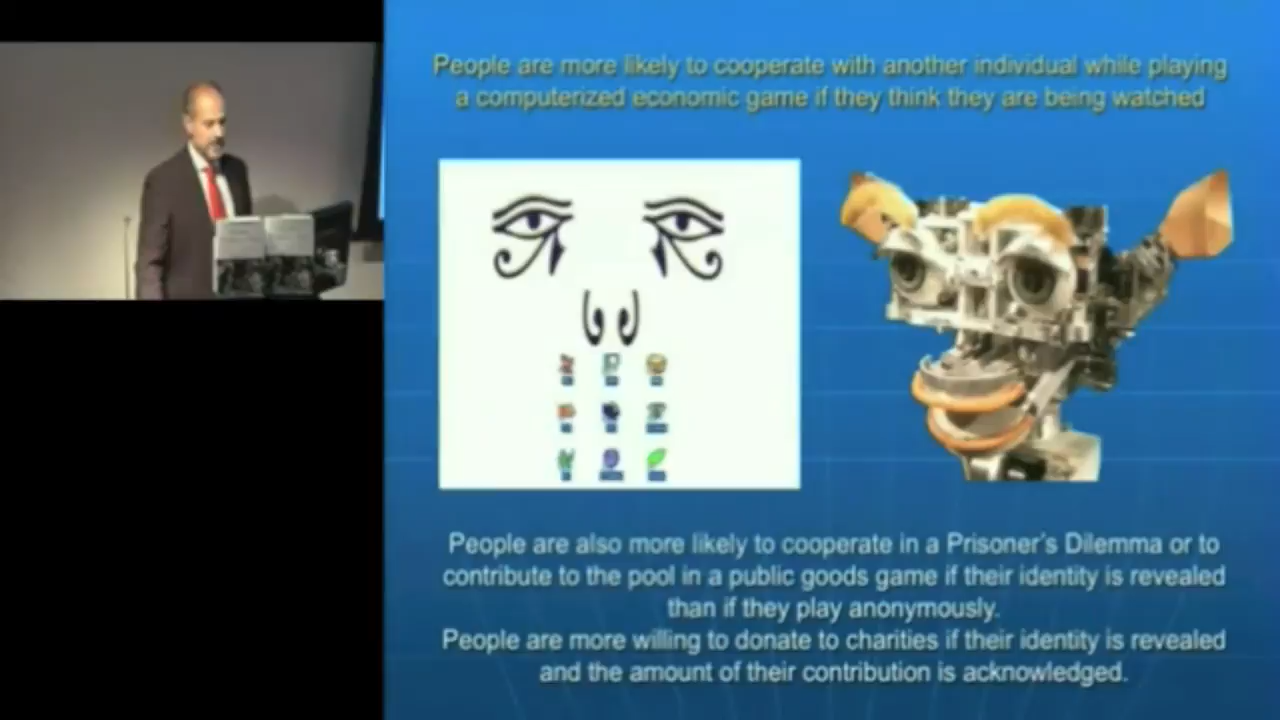 People are more likely to cooperate with another individual while playing
a computerized economic game if they think they are being watched
People are also more likely to cooperate in a Prisoner's Dilemma or to
contribute to the pool in a public goods game if their identity is revealed
than if they play anonymously.
People are more willing to donate to charities if their identity is revealed
and the amount of their contribution is acknowledged.